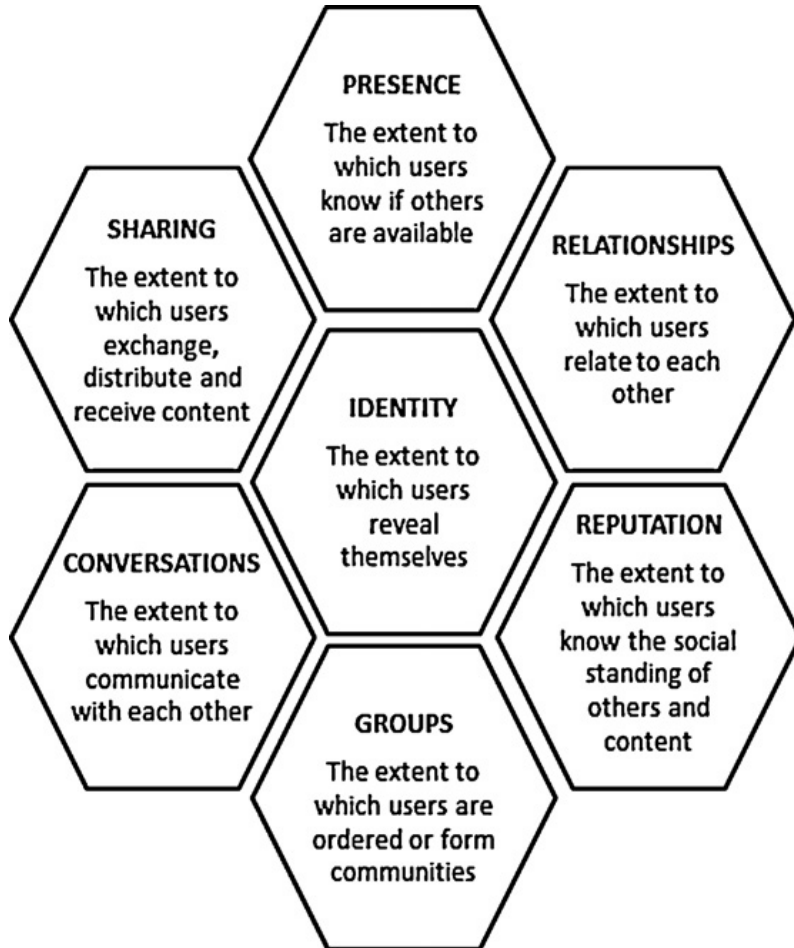 PRESENCE
The extent to
which users
know if others
are available
SHARING
The extent to
which users
exchange,
distribute and
receive content
RELATIONSHIPS
The extent to
which users
relate to each
other
IDENTITY
The extent to
which users
reveal
themselves
CONVERSATIONS
The extent to
which users
communicate
with each other
REPUTATION
The extent to
which users
know the social
standing of
others and
content
GROUPS
The extent to
which users are
ordered or form
communities